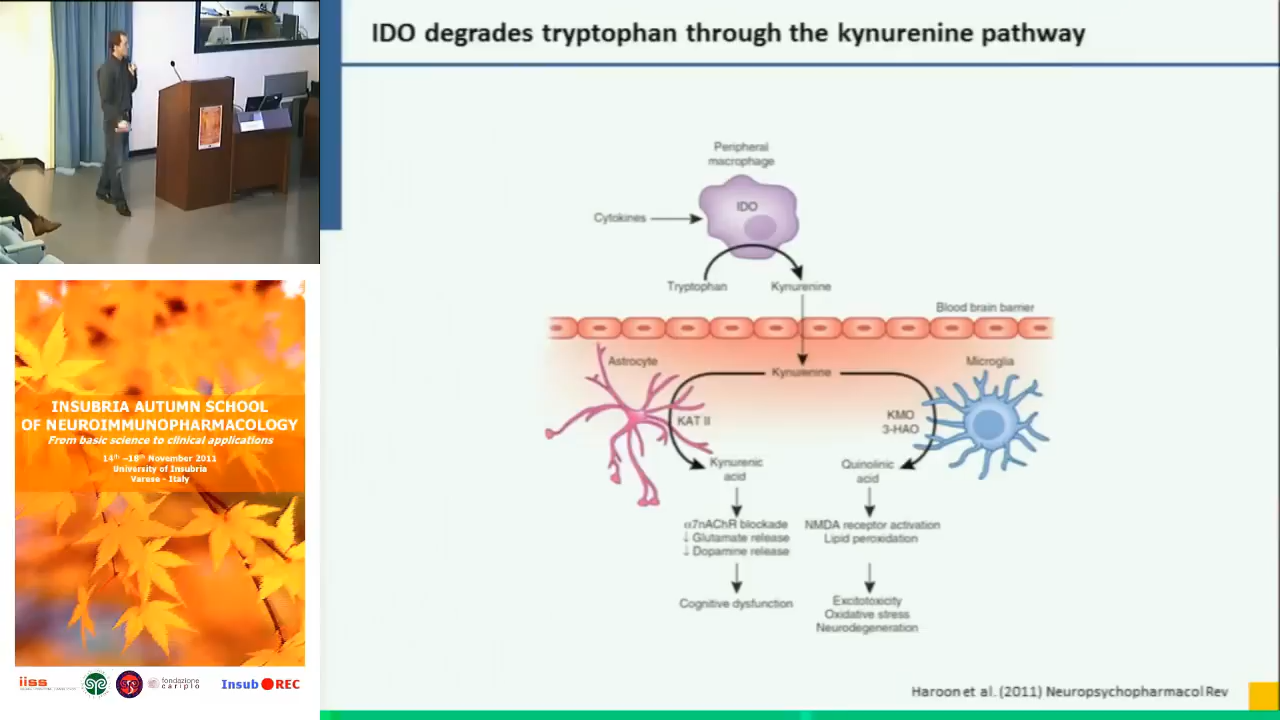 IDO degrades tryptophan through the kynurenine pathway
Peripheral
macrophage
IDO
Cytokines
Tryptophan
Kynurenine
Blood brain barrier
Astrocyte
Kynurenine
Microglia
KAT II
KMO
3-HAO
Kynurenic
acid
Quinolinic
acid
α7nAChR blockade
↓ Glutamate release
↓ Dopamine release
NMDA receptor activation
Lipid peroxidation
Cognitive dysfunction
Excitotoxicity
Oxidative stress
Neurodegeneration
Haroon et al. (2011) Neuropsychopharmacol Rev
INSUBRIA AUTUMN SCHOOL
OF NEUROIMMUNOPHARMACOLOGY
From basic science to clinical applications
14th –18th November 2011
University of Insubria
Varese - Italy
iiss
fondazione
cariplo
Insub REC